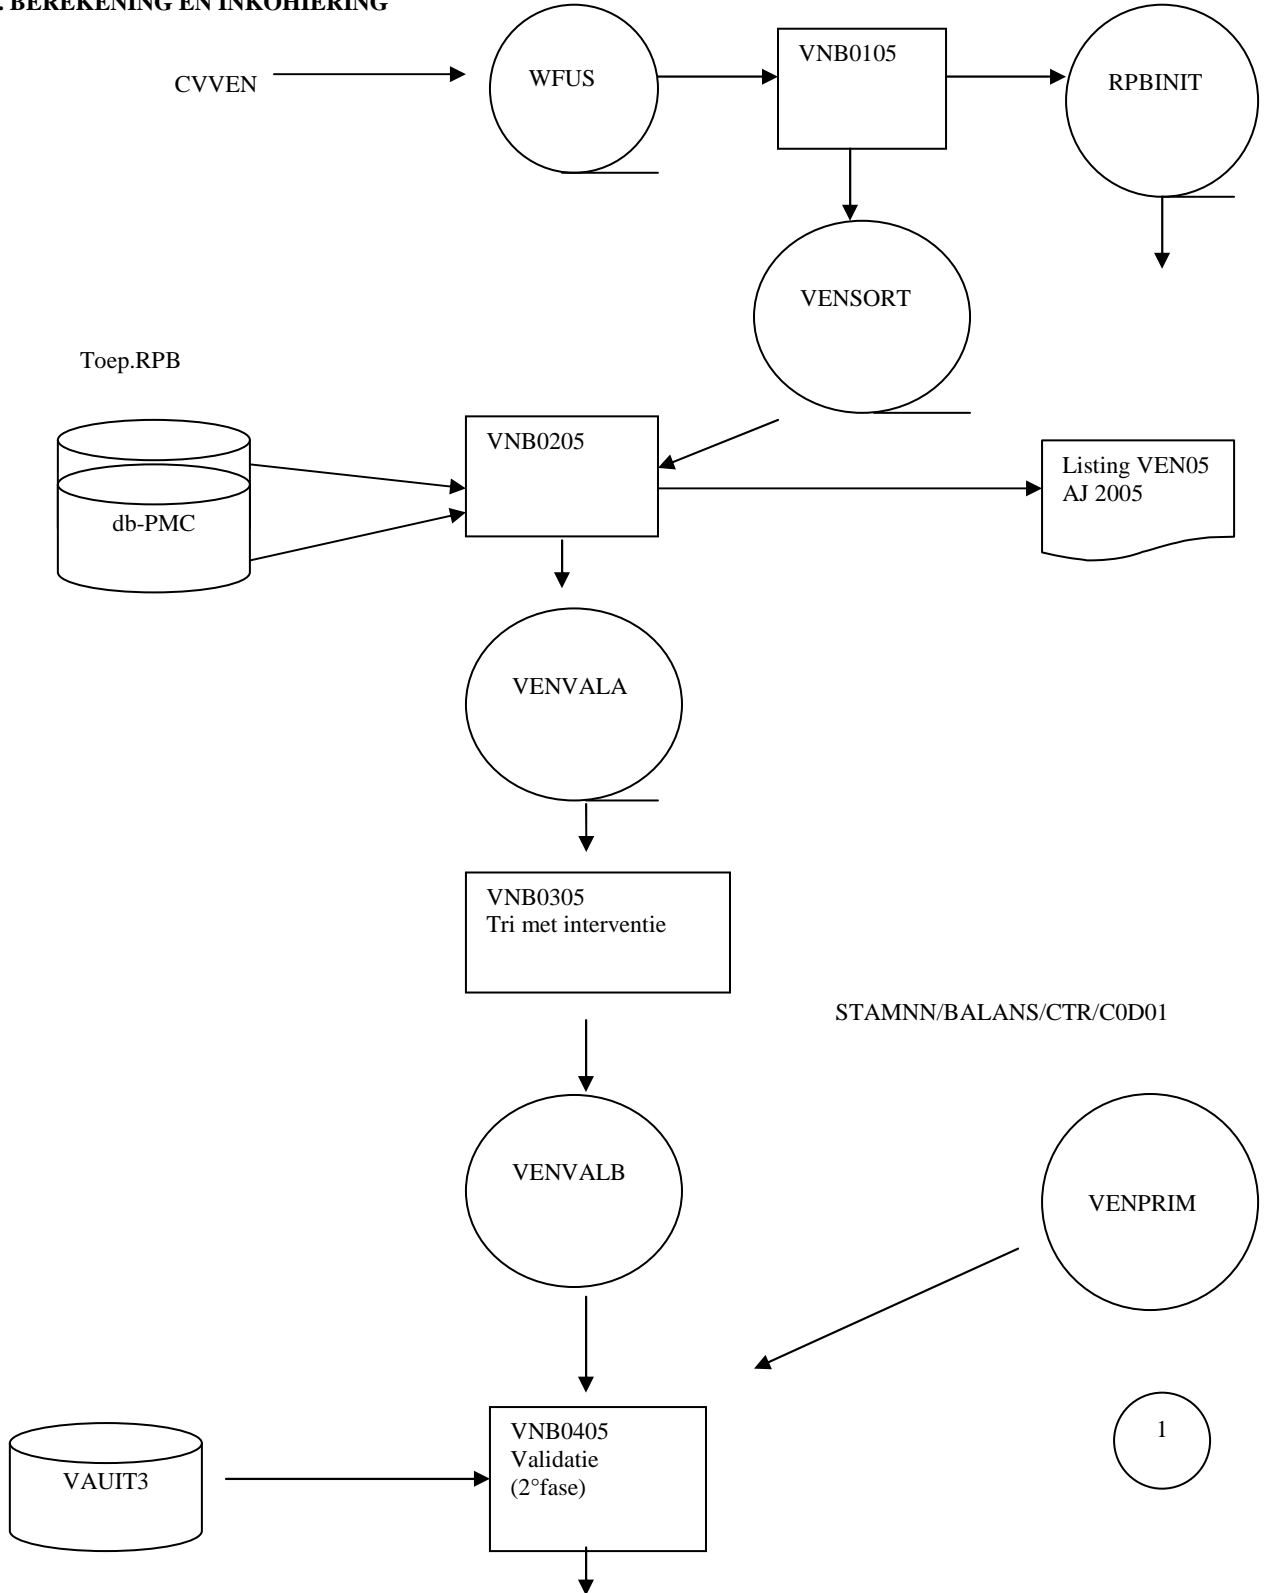 . BEREKENING EN INKOHIERING
CVVEN
WFUS
VNB0105
RPBINIT
VENSORT
Toep.RPB
VNB0205
Listing VEN05
AJ 2005
db-PMC
VENVALA
VNB0305
Tri met interventie
STAMNN/BALANS/CTR/C0D01
VENVALB
VENPRIM
VNB0405
Validatie
(2°fase)
1
VAUIT3